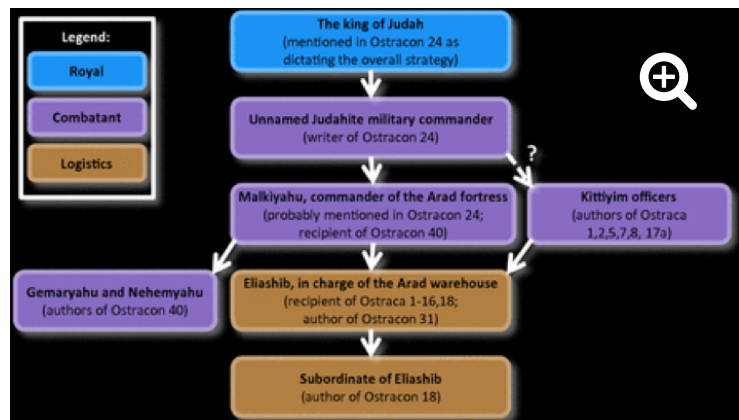 Legend:
Royal
Combatant
Logistics
The king of Judah
(mentioned in Ostracon 24 as
dictating the overall strategy)
Unnamed Judahite military commander
(writer of Ostracon 24)
?
Malkiyahu, commander of the Arad fortress
(probably mentioned in Ostracon 24;
recipient of Ostracon 40)
Kittiyim officers
(authors of Ostraca
1,2,5,7,8, 17a)
Gemaryahu and Nehemyahu
(authors of Ostracon 40)
Eliashib, in charge of the Arad warehouse
(recipient of Ostraca 1-16,18;
author of Ostracon 31)
Subordinate of Eliashib
(author of Ostracon 18)